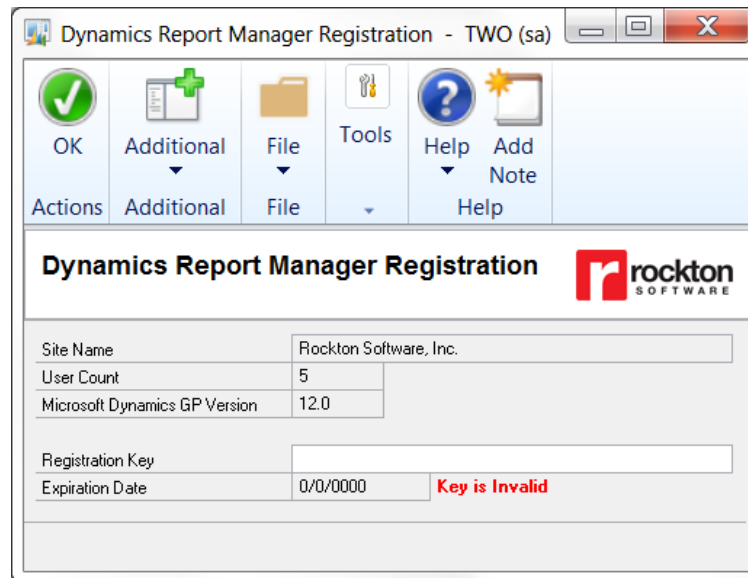 Dynamics Report Manager Registration - TWO (sa)
OK
Additional
File
Tools
Help
Add Note
Actions
Additional
File
Help
Dynamics Report Manager Registration
rockton
SOFTWARE
Site Name Rockton Software, Inc.
User Count 5
Microsoft Dynamics GP Version 12.0
Registration Key
Expiration Date 0/0/0000 Key is Invalid